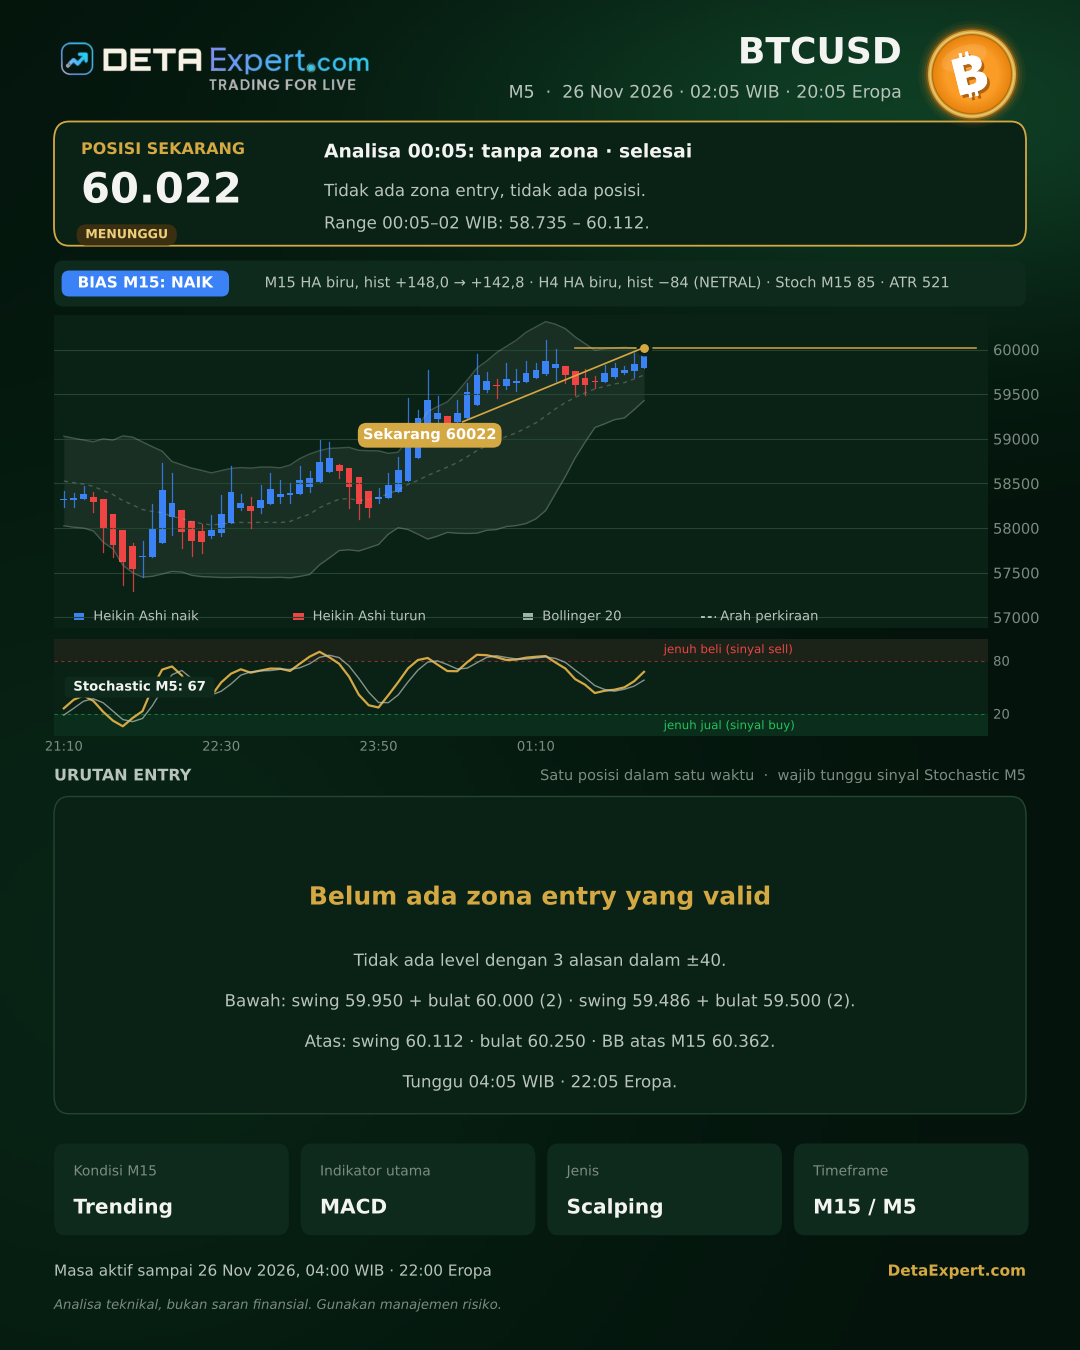 DETA Expert.com
TRADING FOR LIVE
BTCUSD
M5 · 26 Nov 2026 · 02:05 WIB · 20:05 Eropa
POSISI SEKARANG
60.022
MENUNGGU
Analisa 00:05: tanpa zona · selesai
Tidak ada zona entry, tidak ada posisi.
Range 00:05–02 WIB: 58.735 – 60.112.
BIAS M15: NAIK
M15 HA biru, hist +148,0 → +142,8 · H4 HA biru, hist −84 (NETRAL) · Stoch M15 85 · ATR 521
60000
59500
59000
58500
58000
57500
57000
Sekarang 60022
Heikin Ashi naik
Heikin Ashi turun
Bollinger 20
Arah perkiraan
jenuh beli (sinyal sell)
80
Stochastic M5: 67
20
jenuh jual (sinyal buy)
21:10
22:30
23:50
01:10
URUTAN ENTRY
Satu posisi dalam satu waktu · wajib tunggu sinyal Stochastic M5
Belum ada zona entry yang valid
Tidak ada level dengan 3 alasan dalam ±40.
Bawah: swing 59.950 + bulat 60.000 (2) · swing 59.486 + bulat 59.500 (2).
Atas: swing 60.112 · bulat 60.250 · BB atas M15 60.362.
Tunggu 04:05 WIB · 22:05 Eropa.
Kondisi M15
Trending
Indikator utama
MACD
Jenis
Scalping
Timeframe
M15 / M5
Masa aktif sampai 26 Nov 2026, 04:00 WIB · 22:00 Eropa
DetaExpert.com
Analisa teknikal, bukan saran finansial. Gunakan manajemen risiko.